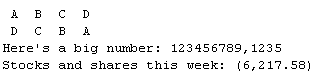 A B C D
D C B A
Here's a big number: 123456789,1235
Stocks and shares this week: (6,217.58)